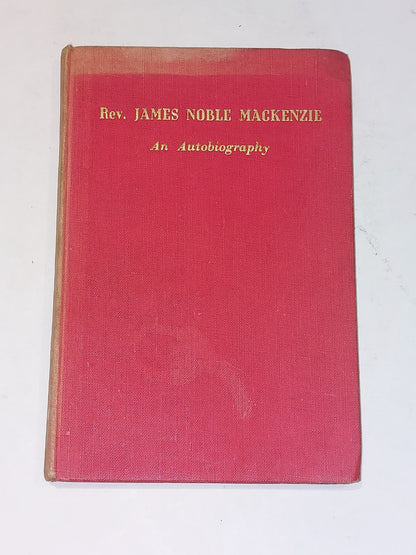 Rev. JAMES NOBLE MACKENZIE
An Autobiography